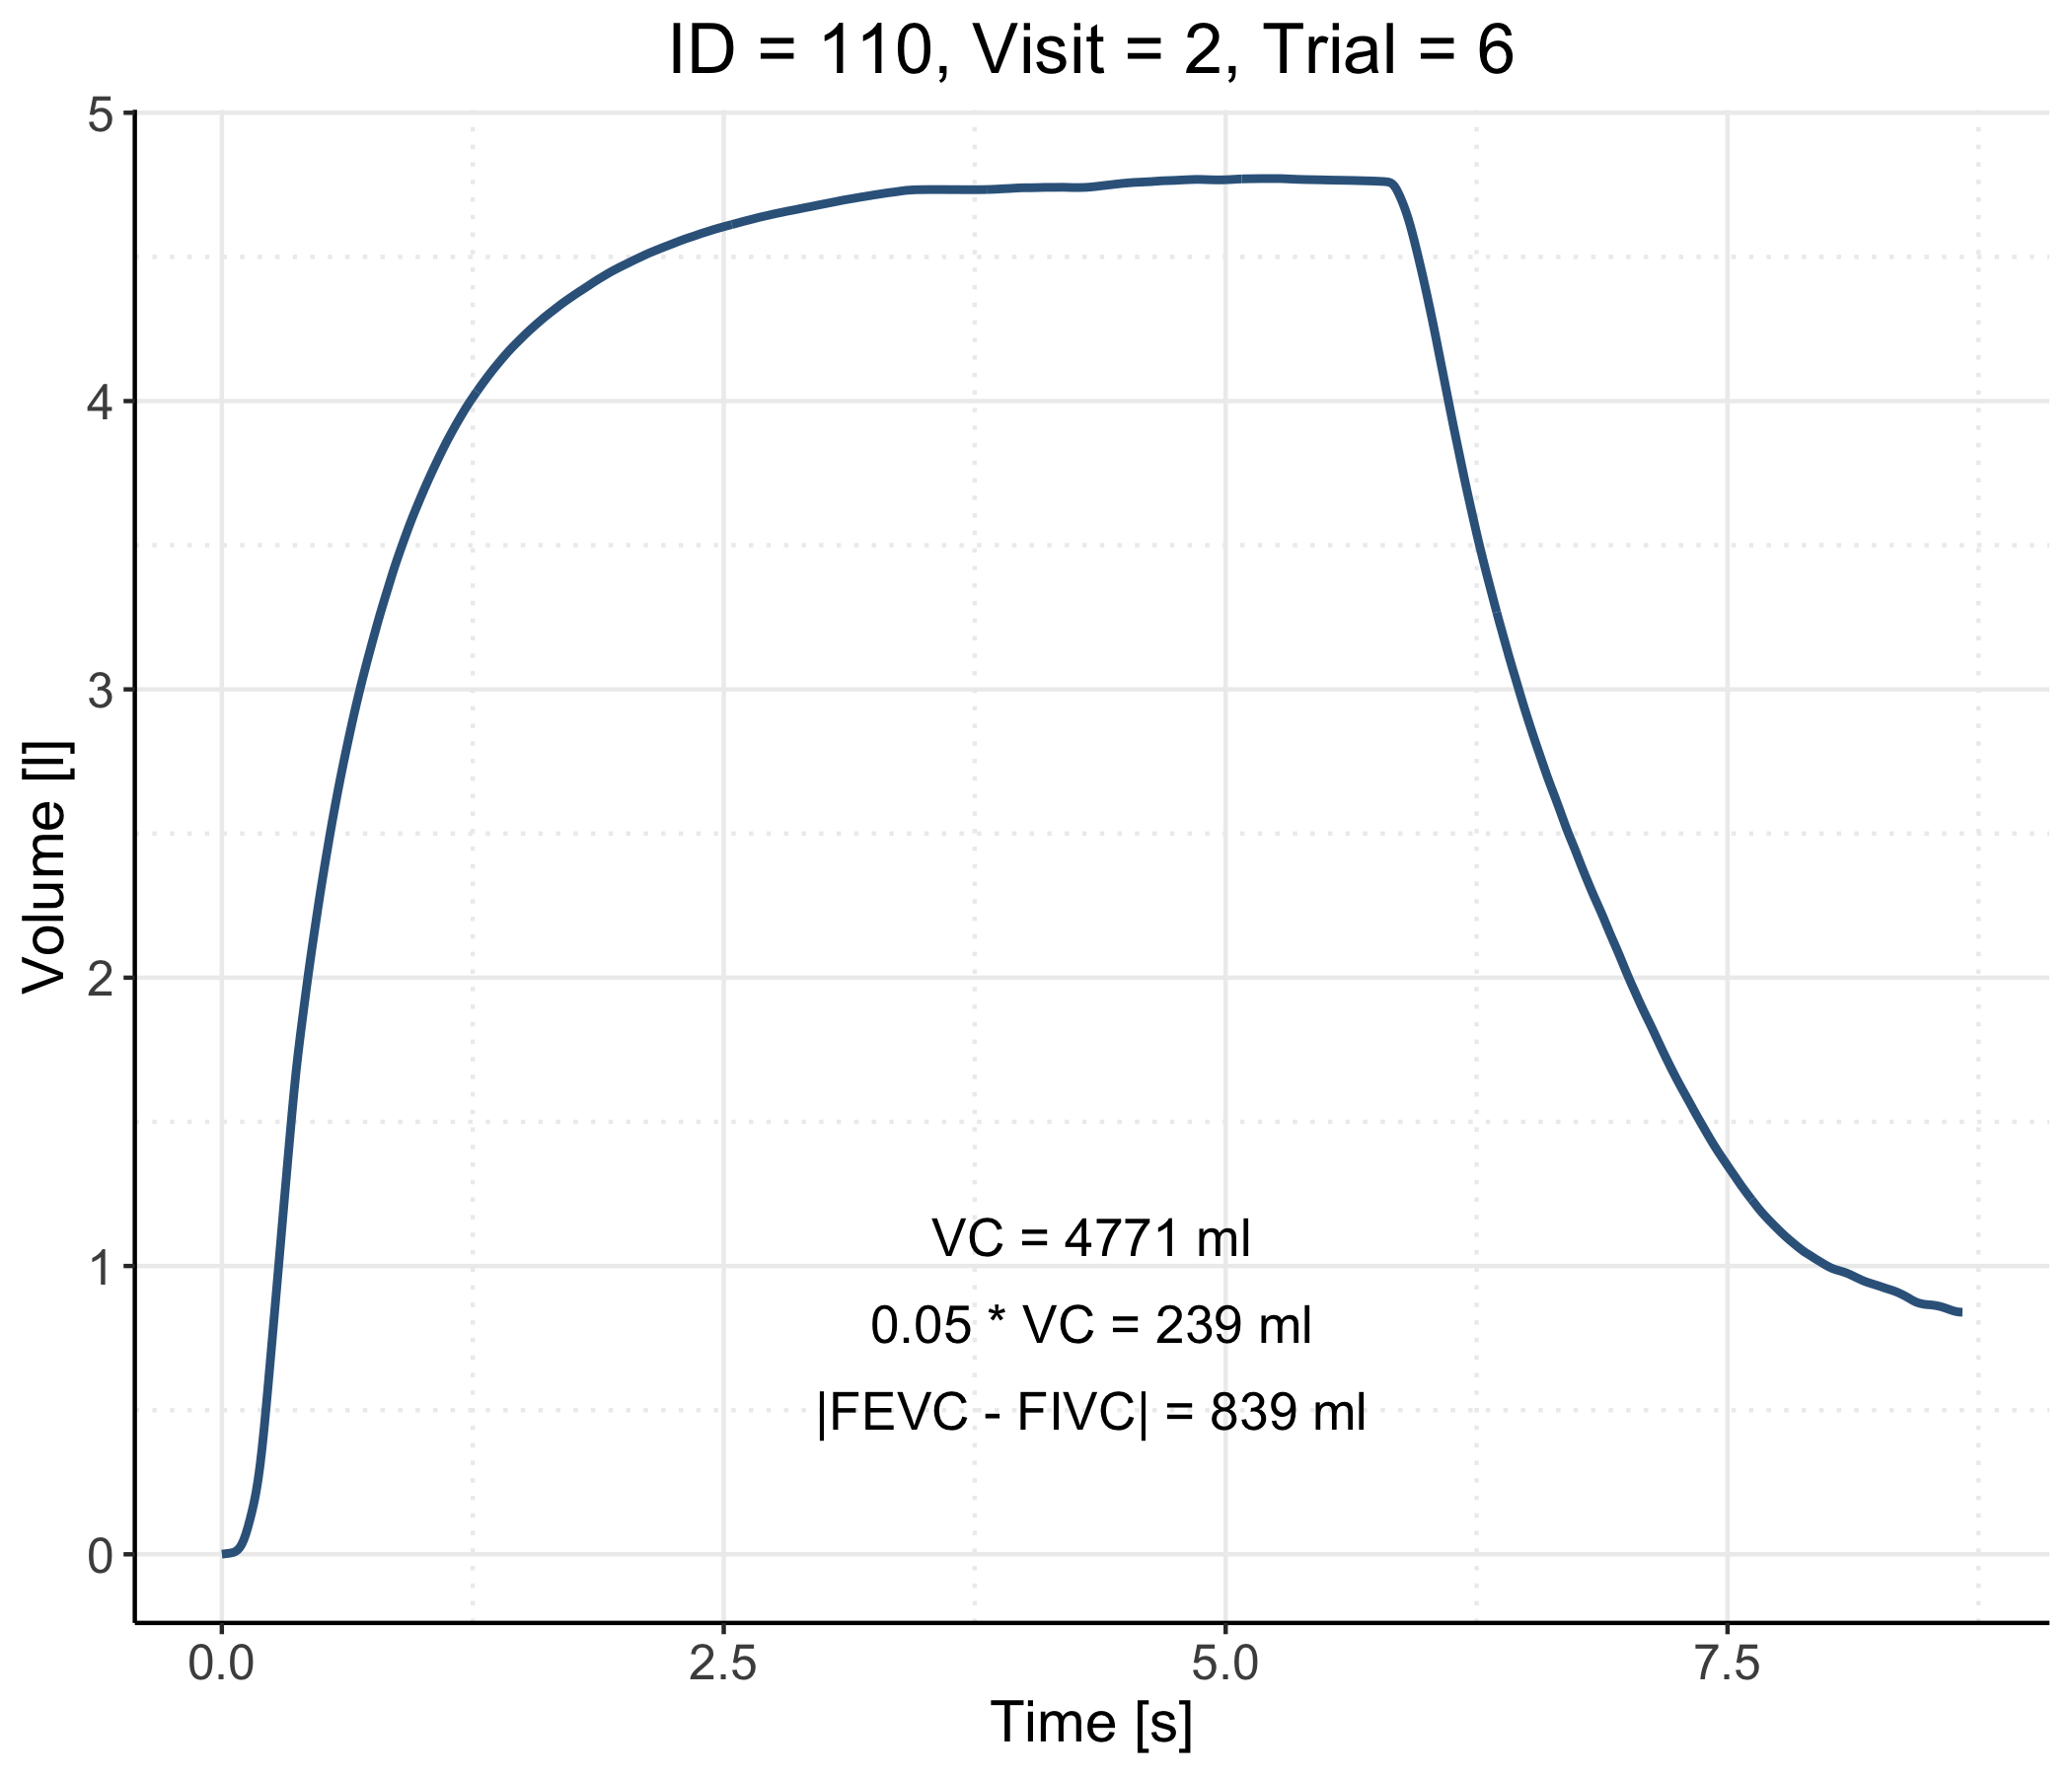 ID = 110, Visit = 2, Trial = 6
5
4
3
2
1
0
Volume [l]
VC = 4771 ml
0.05 * VC = 239 ml
|FEVC - FIVC| = 839 ml
0.0 2.5 5.0 7.5
Time [s]